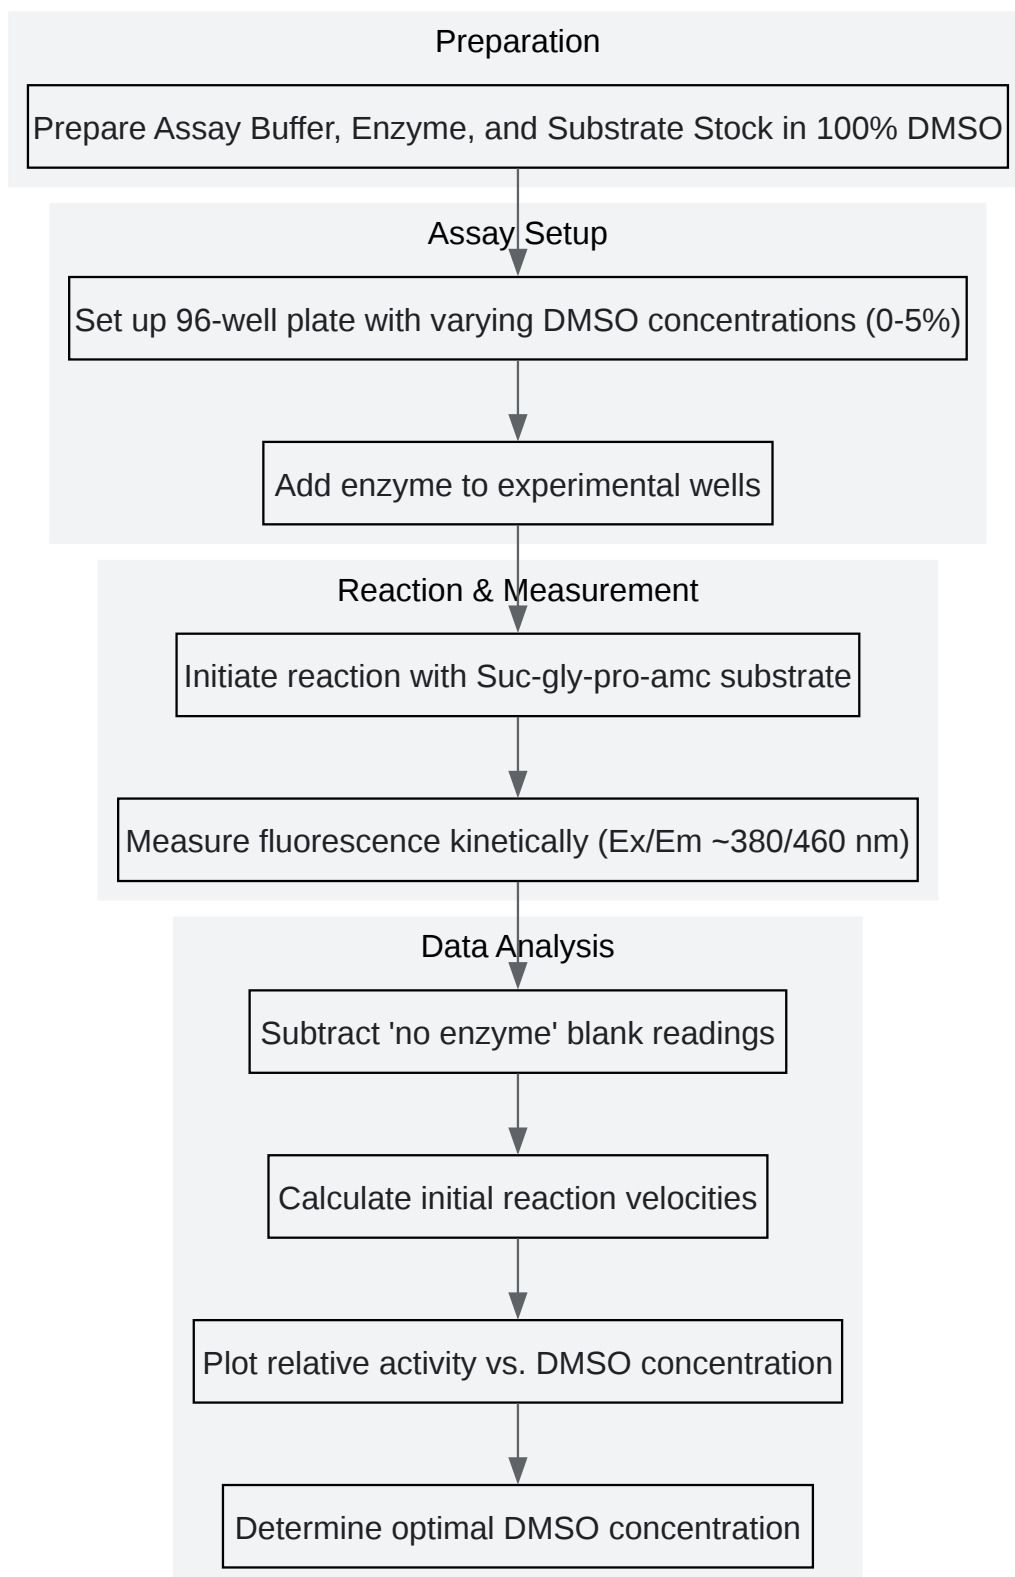 Preparation
Prepare Assay Buffer, Enzyme, and Substrate Stock in 100% DMSO
Assay Setup
Set up 96-well plate with varying DMSO concentrations (0-5%)
Add enzyme to experimental wells
Reaction & Measurement
Initiate reaction with Suc-gly-pro-amc substrate
Measure fluorescence kinetically (Ex/Em ~380/460 nm)
Data Analysis
Subtract 'no enzyme' blank readings
Calculate initial reaction velocities
Plot relative activity vs. DMSO concentration
Determine optimal DMSO concentration